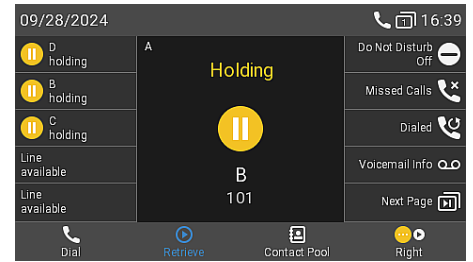 09/28/2024
1
16:39
D
holding
B
holding
C
holding
Line
available
Line
available
A
Holding
B
101
Do Not Disturb
Off
Missed Calls
Dialed
Voicemail Info
Next Page
Dial
Retrieve
Contact Pool
Right